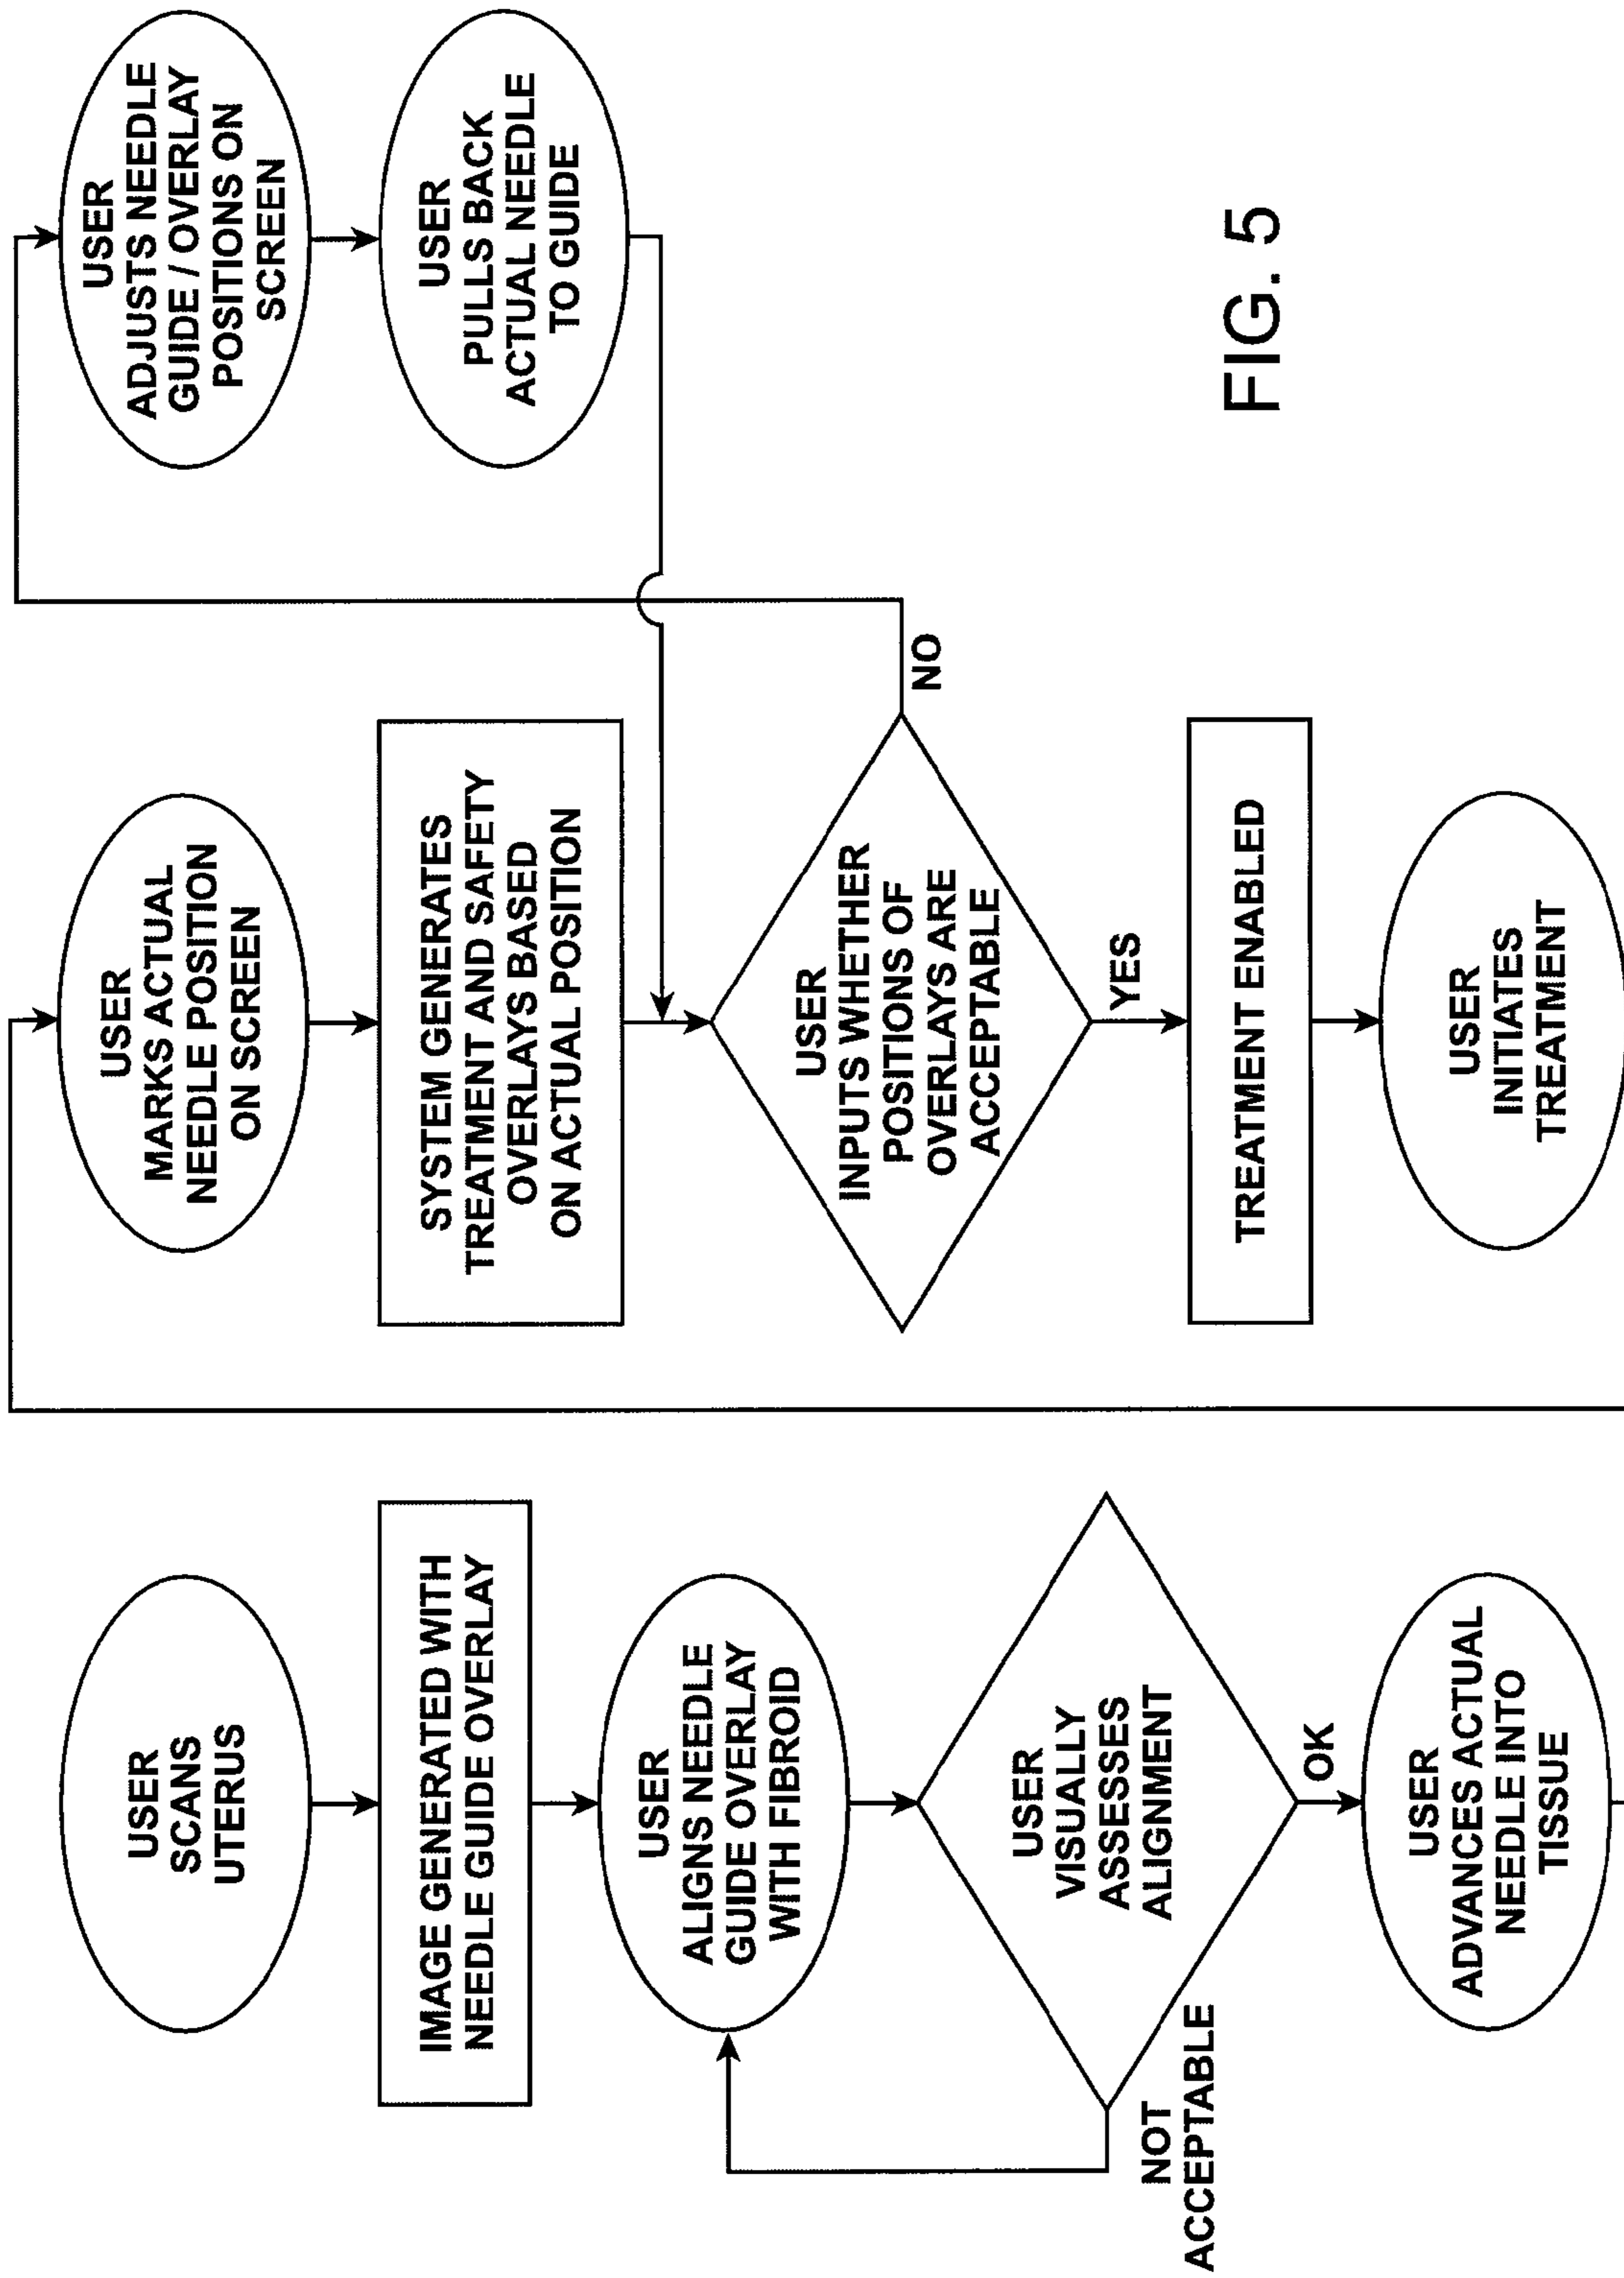 USER
SCANS
UTERUS
IMAGE GENERATED WITH
NEEDLE GUIDE OVERLAY
USER
ALIGNS NEEDLE
GUIDE OVERLAY
WITH FIBROID
USER
VISUALLY
ASSESSES
ALIGNMENT
NOT
ACCEPTABLE
OK
USER
ADVANCES ACTUAL
NEEDLE INTO
TISSUE
USER
MARKS ACTUAL
NEEDLE POSITION
ON SCREEN
SYSTEM GENERATES
TREATMENT AND SAFETY
OVERLAYS BASED
ON ACTUAL POSITION
USER
INPUTS WHETHER
POSITIONS OF
OVERLAYS ARE
ACCEPTABLE
NO
YES
TREATMENT ENABLED
USER
INITIATES
TREATMENT
USER
ADJUSTS NEEDLE
GUIDE / OVERLAY
POSITIONS ON
SCREEN
USER
PULLS BACK
ACTUAL NEEDLE
TO GUIDE
FIG. 5